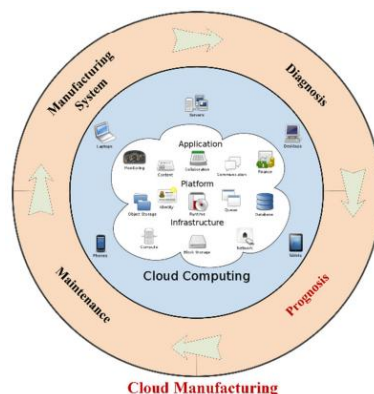 Manufacturing
System
Diagnosis
Servers
Laptops
Desktops
Application
Monitoring
Content
Collaboration
Communication
Finance
Platform
Object Storage
Identity
Runtime
Queue
Database
Infrastructure
Compute
Block Storage
Network
Phones
Tablets
Cloud Computing
Maintenance
Prognosis
Cloud Manufacturing